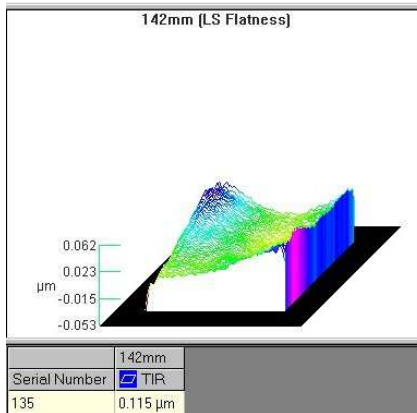 142mm (LS Flatness)
0.062
0.023
µm
-0.015
-0.053
142mm
Serial Number TIR
135 0.115 µm